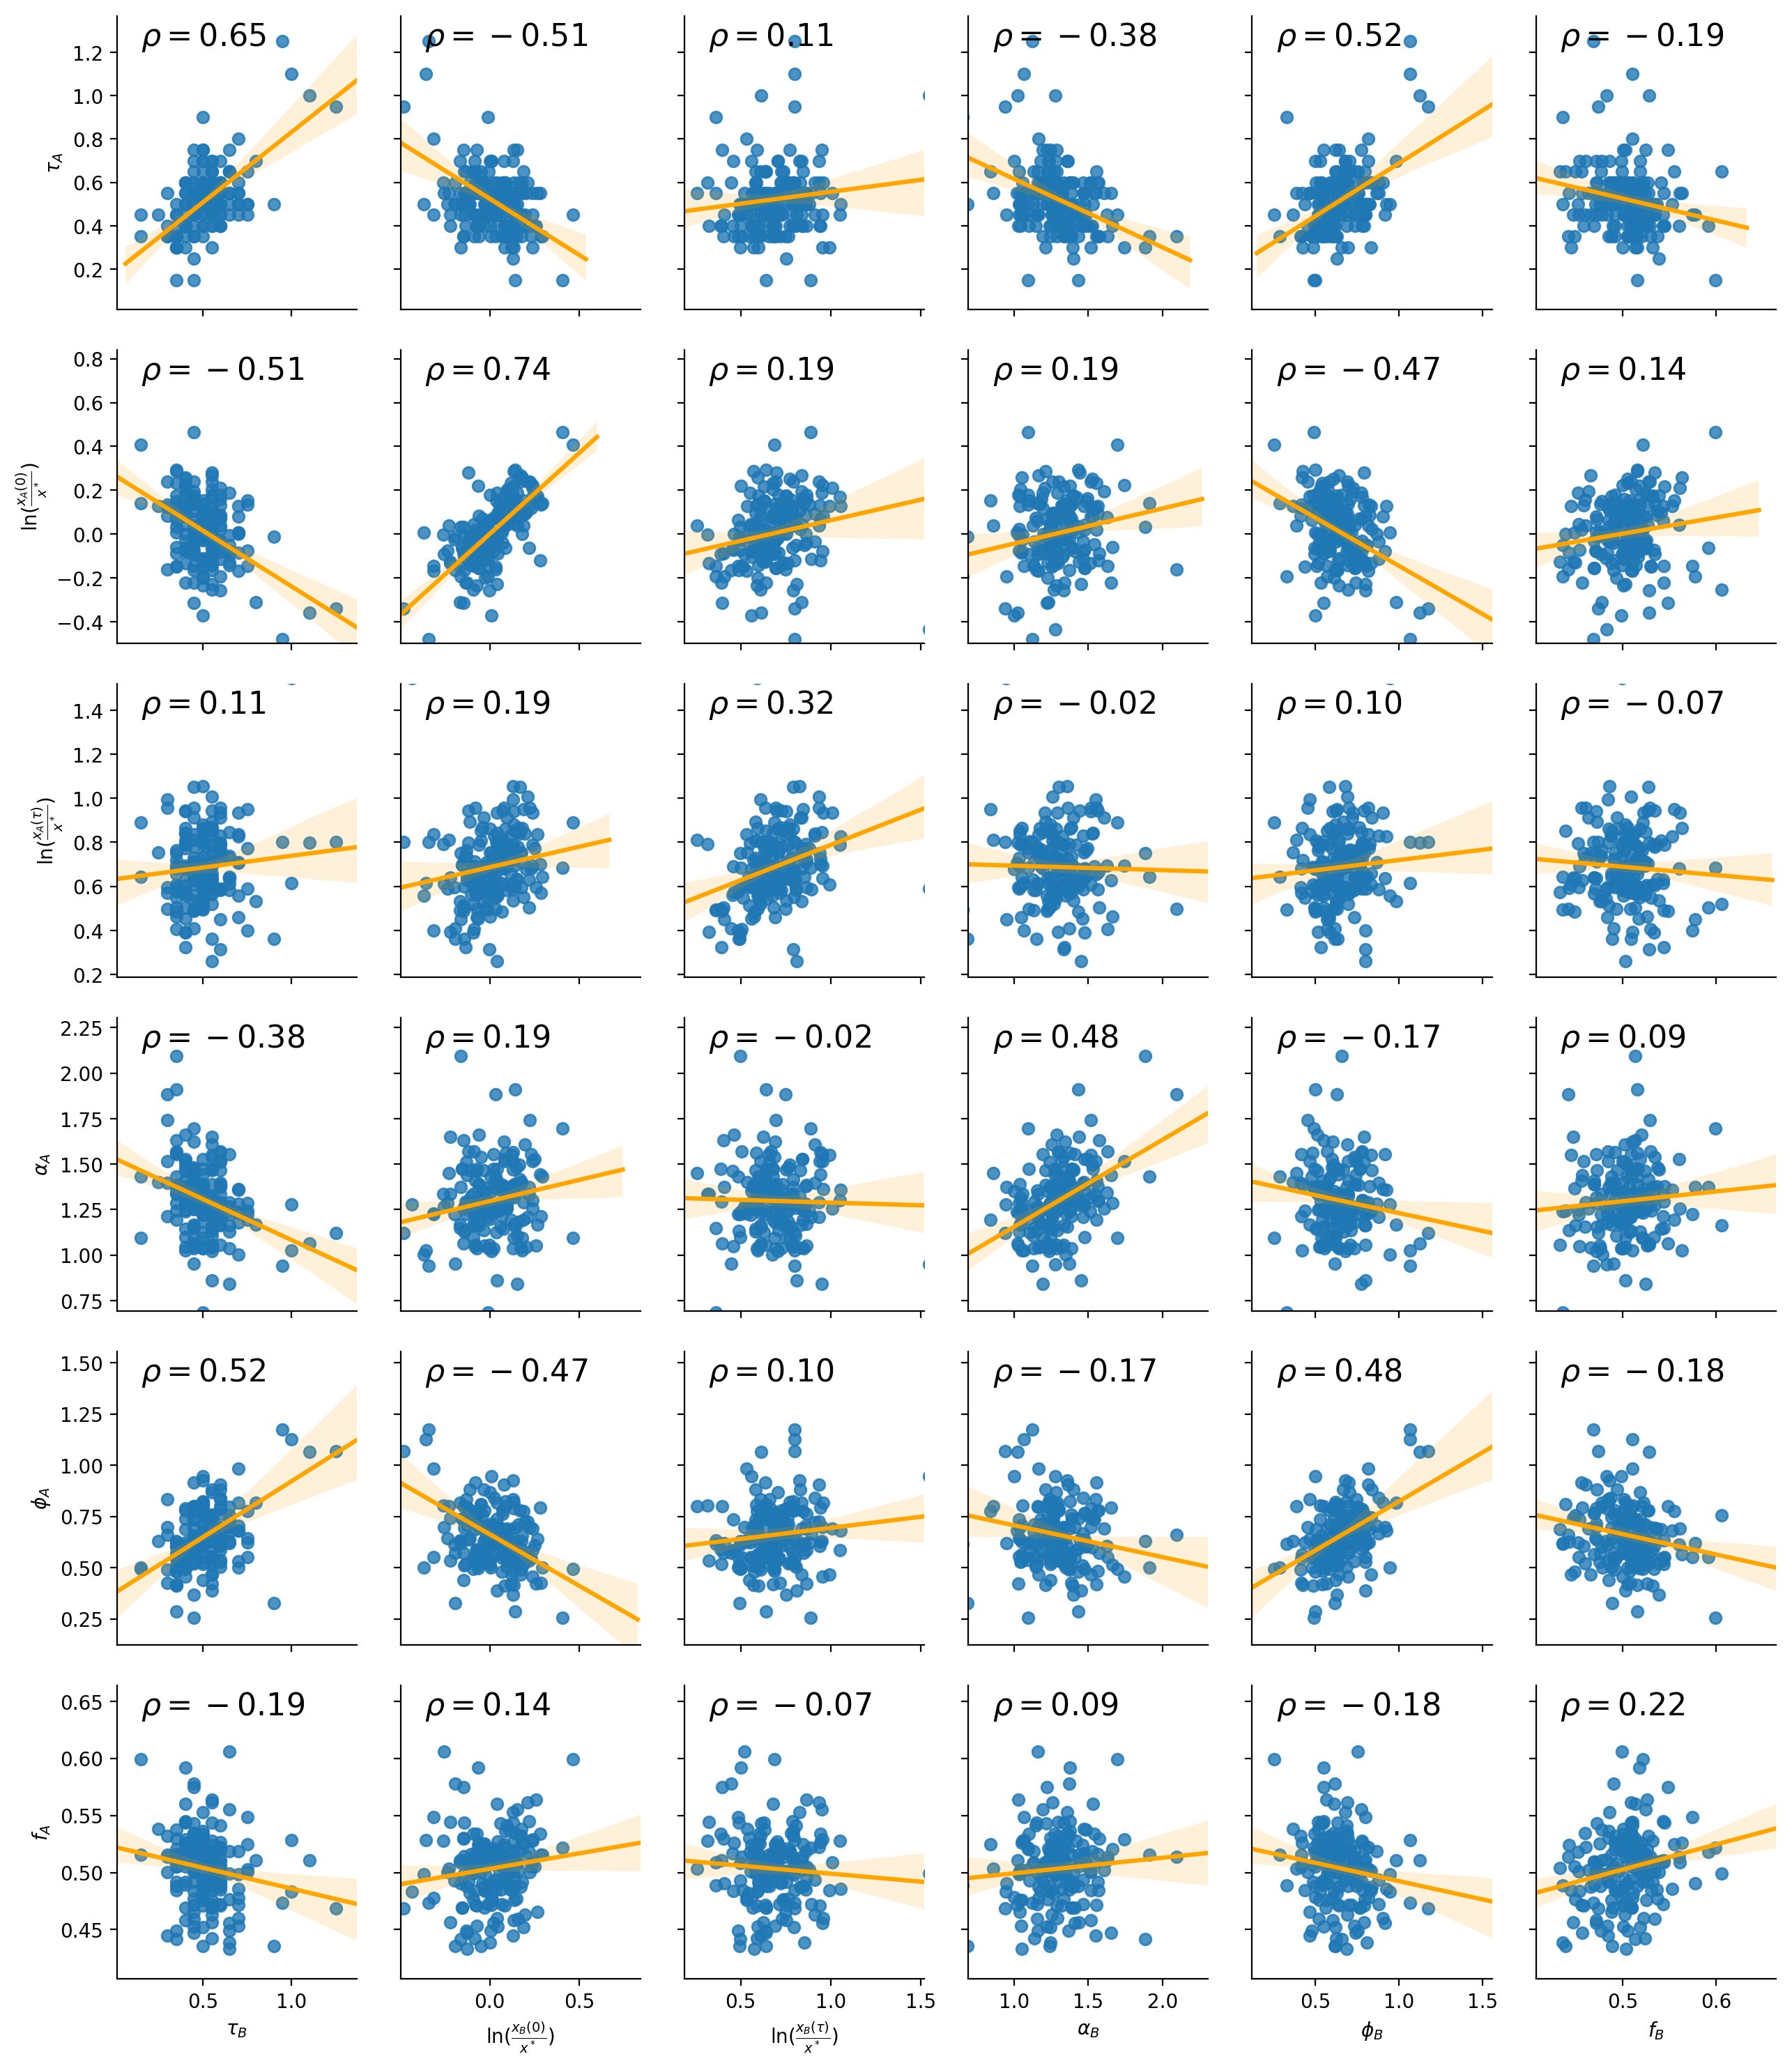 ρ = 0.65 ρ = −0.51 ρ = 0.11 ρ = −0.38 ρ = 0.52 ρ = −0.19
1.2
1.0
0.8
0.6
0.4
0.2
τ_A
ρ = −0.51 ρ = 0.74 ρ = 0.19 ρ = 0.19 ρ = −0.47 ρ = 0.14
0.8
0.6
0.4
0.2
0.0
−0.2
−0.4
ln(x_A(0)/x*)
ρ = 0.11 ρ = 0.19 ρ = 0.32 ρ = −0.02 ρ = 0.10 ρ = −0.07
1.4
1.2
1.0
0.8
0.6
0.4
0.2
ln(x_A(τ)/x*)
ρ = −0.38 ρ = 0.19 ρ = −0.02 ρ = 0.48 ρ = −0.17 ρ = 0.09
2.25
2.00
1.75
1.50
1.25
1.00
0.75
α_A
ρ = 0.52 ρ = −0.47 ρ = 0.10 ρ = −0.17 ρ = 0.48 ρ = −0.18
1.50
1.25
1.00
0.75
0.50
0.25
ϕ_A
ρ = −0.19 ρ = 0.14 ρ = −0.07 ρ = 0.09 ρ = −0.18 ρ = 0.22
0.65
0.60
0.55
0.50
0.45
f_A
0.5 1.0 0.0 0.5 0.5 1.0 1.5 1.0 1.5 2.0 0.5 1.0 1.5 0.5 0.6
τ_B ln(x_B(0)/x*) ln(x_B(τ)/x*) α_B ϕ_B f_B